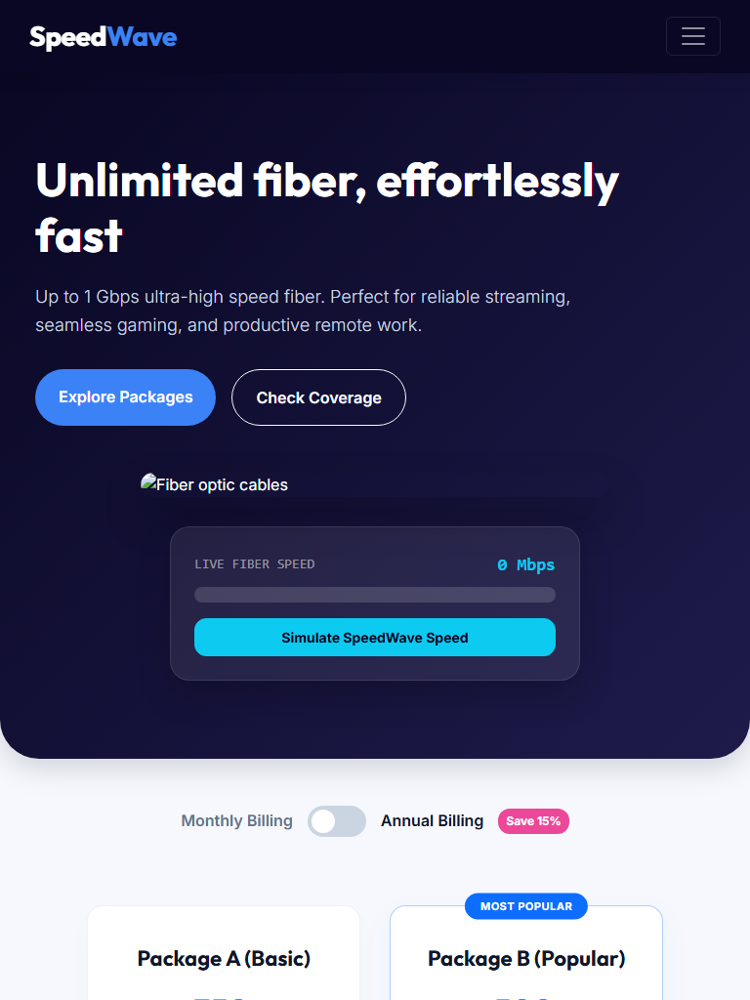 SpeedWave
Unlimited fiber, effortlessly
fast
Up to 1 Gbps ultra-high speed fiber. Perfect for reliable streaming,
seamless gaming, and productive remote work.
Explore Packages
Check Coverage
Fiber optic cables
LIVE FIBER SPEED
0 Mbps
Simulate SpeedWave Speed
Monthly Billing
Annual Billing
Save 15%
MOST POPULAR
Package A (Basic)
Package B (Popular)